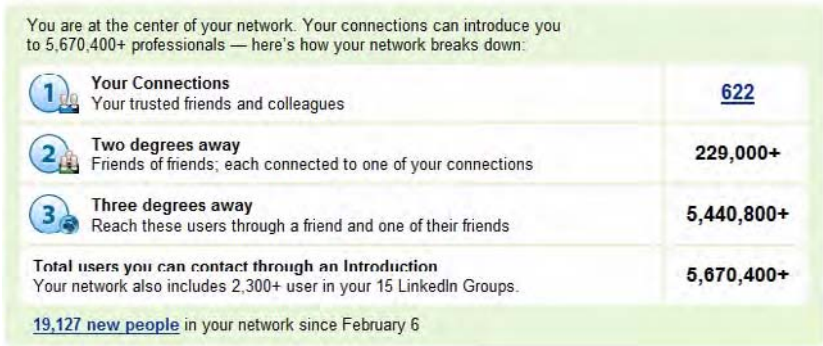 You are at the center of your network. Your connections can introduce you
to 5,670,400+ professionals — here's how your network breaks down:
1 Your Connections
Your trusted friends and colleagues
622
2 Two degrees away
Friends of friends; each connected to one of your connections
229,000+
3 Three degrees away
Reach these users through a friend and one of their friends
5,440,800+
Total users you can contact through an Introduction
Your network also includes 2,300+ user in your 15 LinkedIn Groups.
5,670,400+
19,127 new people in your network since February 6